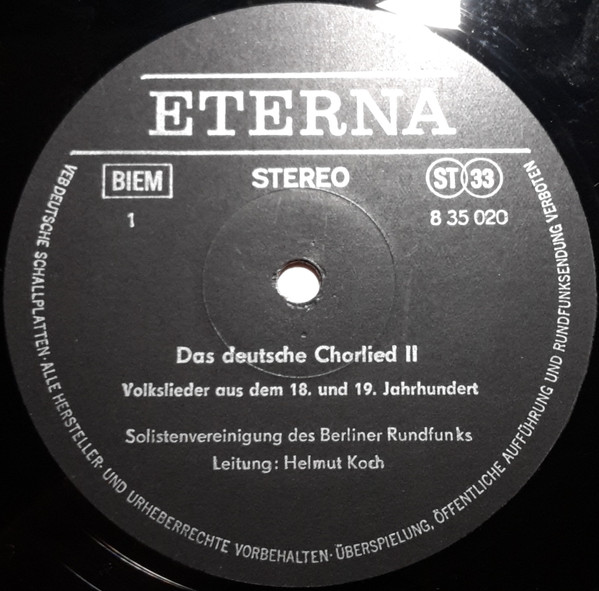 ETERNA
BIEM
STEREO
ST 33
1
8 35 020
Das deutsche Chorlied II
Volkslieder aus dem 18. und 19. Jahrhundert
Solistenvereinigung des Berliner Rundfunks
Leitung: Helmut Koch
VEB DEUTSCHE SCHALLPLATTEN · ALLE HERSTELLER- UND URHEBERRECHTE VORBEHALTEN · ÜBERSPIELUNG, ÖFFENTLICHE AUFFÜHRUNG UND RUNDFUNKSENDUNG VERBOTEN